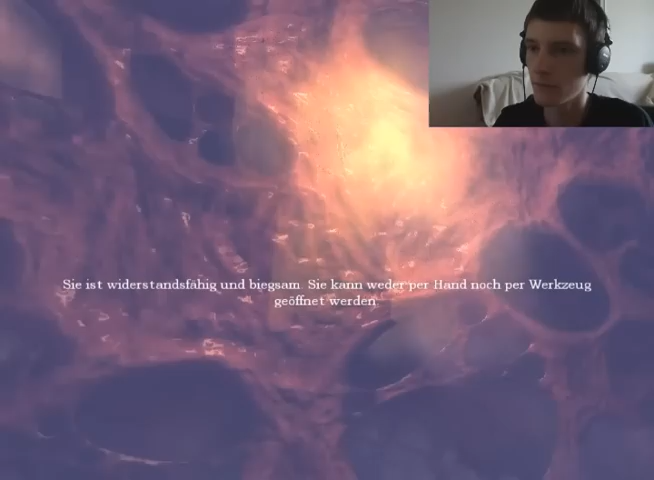 Sie ist widerstandsfähig und biegsam. Sie kann weder per Hand noch per Werkzeug
geöffnet werden